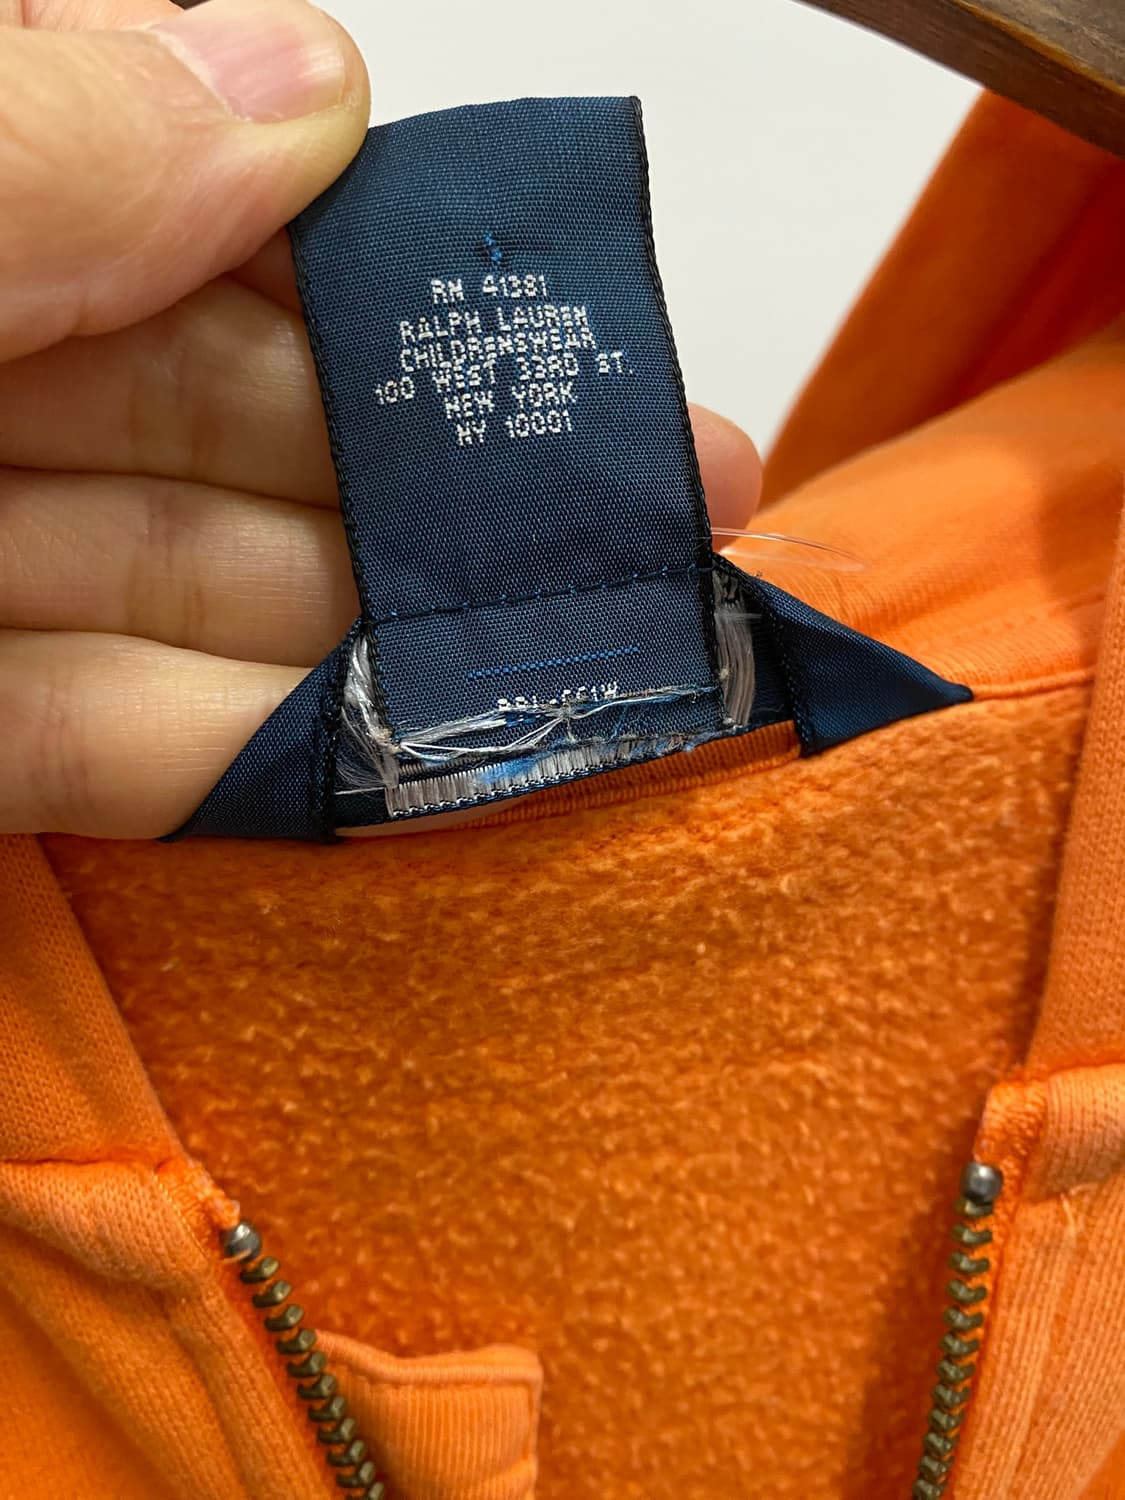 RN 41381
RALPH LAUREN
CHILDRENSWEAR
100 WEST 33RD ST.
NEW YORK
NY 10001